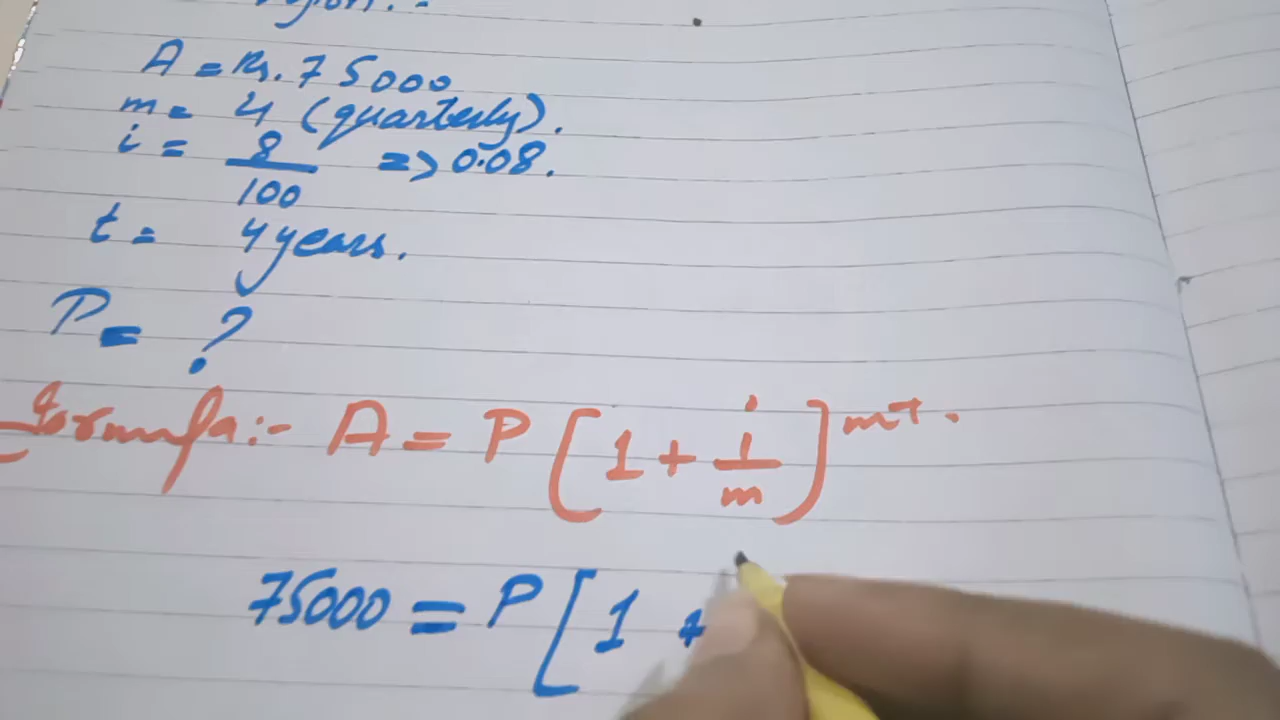 A = Rs. 75000
m = 4 (quarterly).
i = 8/100 => 0.08.
t = 4 years.
P = ?
Formula:- A = P [1 + i/m]^mT.
75000 = P [1 +